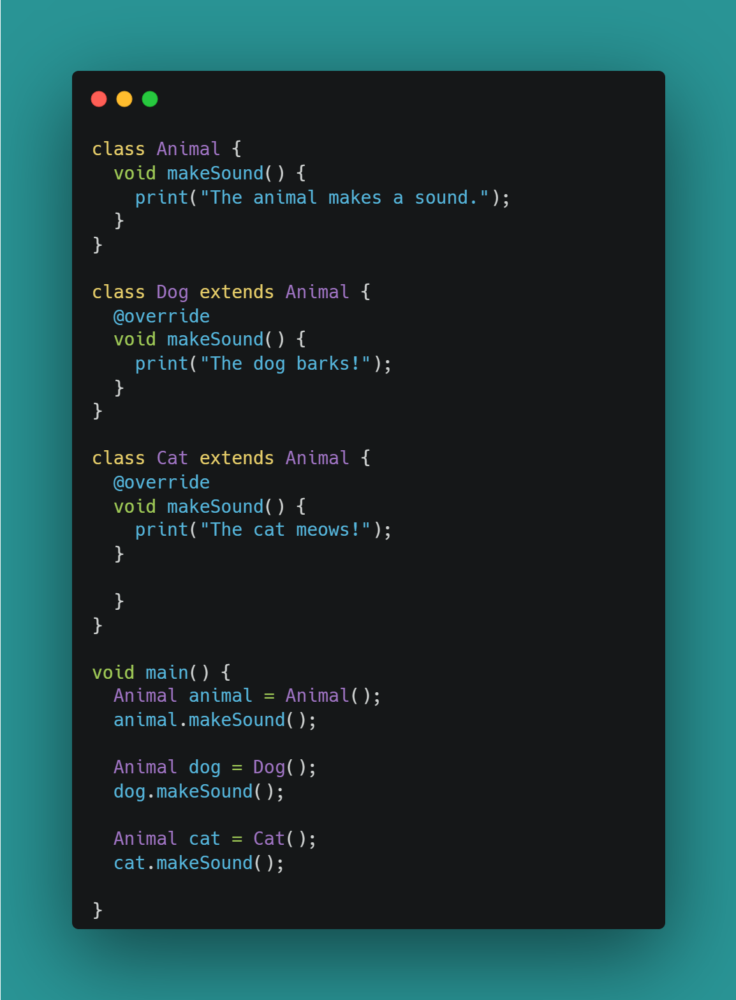 class Animal {
  void makeSound() {
    print("The animal makes a sound.");
  }
}

class Dog extends Animal {
  @override
  void makeSound() {
    print("The dog barks!");
  }
}

class Cat extends Animal {
  @override
  void makeSound() {
    print("The cat meows!");
  }

  }
}

void main() {
  Animal animal = Animal();
  animal.makeSound();

  Animal dog = Dog();
  dog.makeSound();

  Animal cat = Cat();
  cat.makeSound();

}